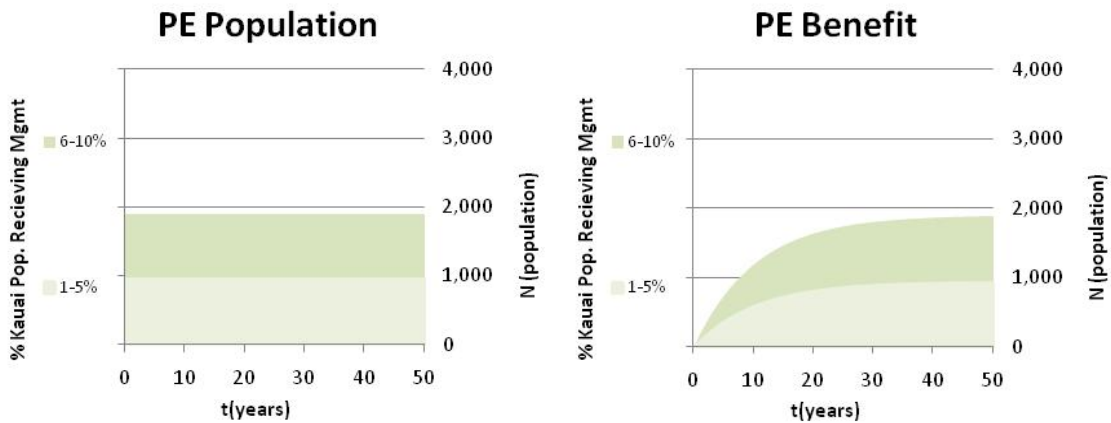 PE Population
% Kauai Pop. Recieving Mgmt
6-10%
1-5%
4,000
3,000
2,000
1,000
0
N (population)
0 10 20 30 40 50
t(years)
PE Benefit
% Kauai Pop. Recieving Mgmt
6-10%
1-5%
4,000
3,000
2,000
1,000
0
N (population)
0 10 20 30 40 50
t(years)